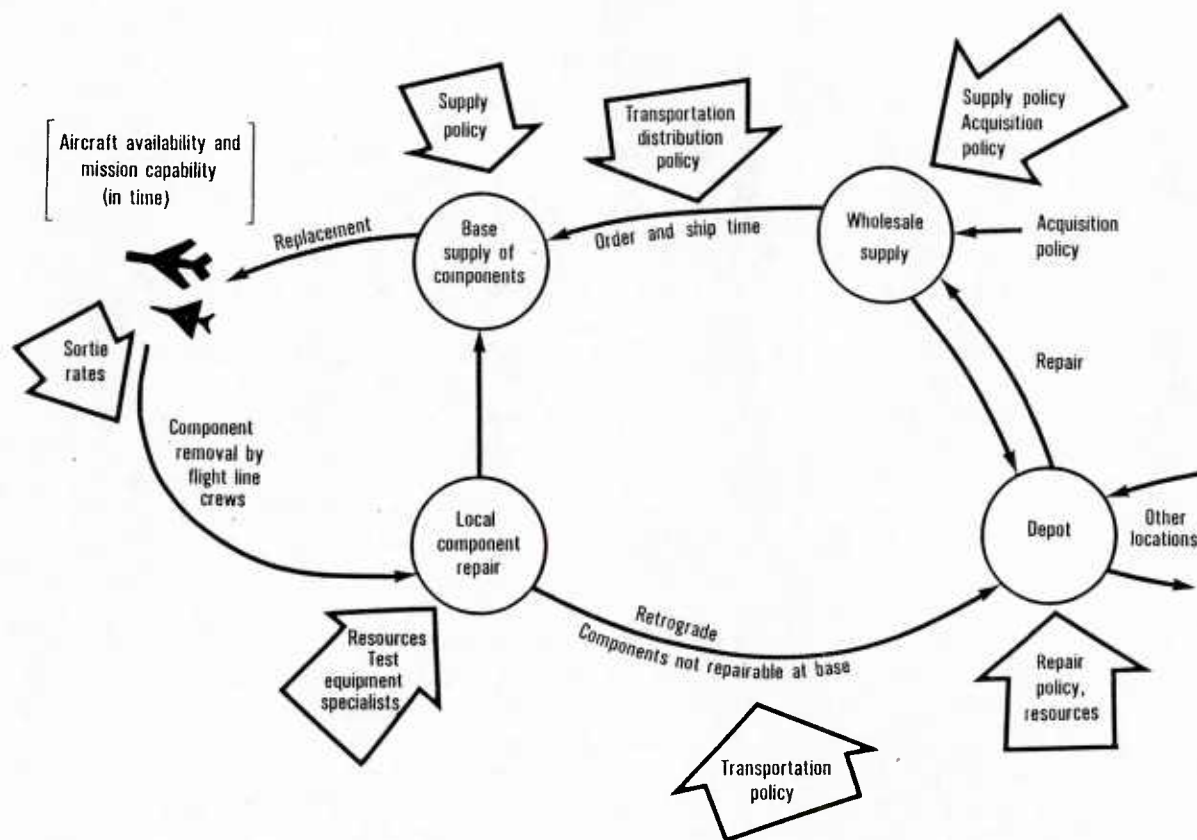 Supply
policy
Transportation
distribution
policy
Supply policy
Acquisition
policy
Aircraft availability and
mission capability
(in time)
Replacement
Base
supply of
components
Order and ship time
Wholesale
supply
Acquisition
policy
Sortie
rates
Repair
Component
removal by
flight line
crews
Local
component
repair
Depot
Other
locations
Retrograde
Components not repairable at base
Resources
Test
equipment
specialists
Repair
policy,
resources
Transportation
policy